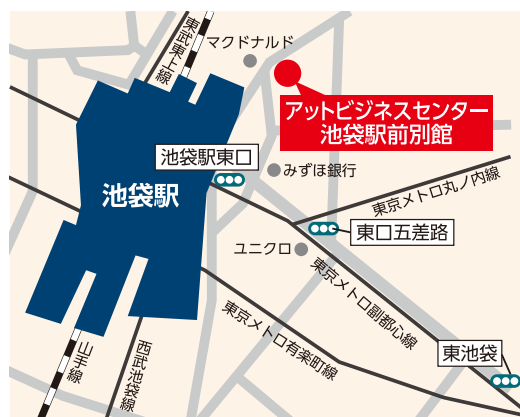 マクドナルド
東武東上線
アットビジネスセンター
池袋駅前別館
池袋駅東口
みずほ銀行
池袋駅
東京メトロ丸ノ内線
東口五差路
ユニクロ
東京メトロ副都心線
東京メトロ有楽町線
東池袋
山手線
西武池袋線